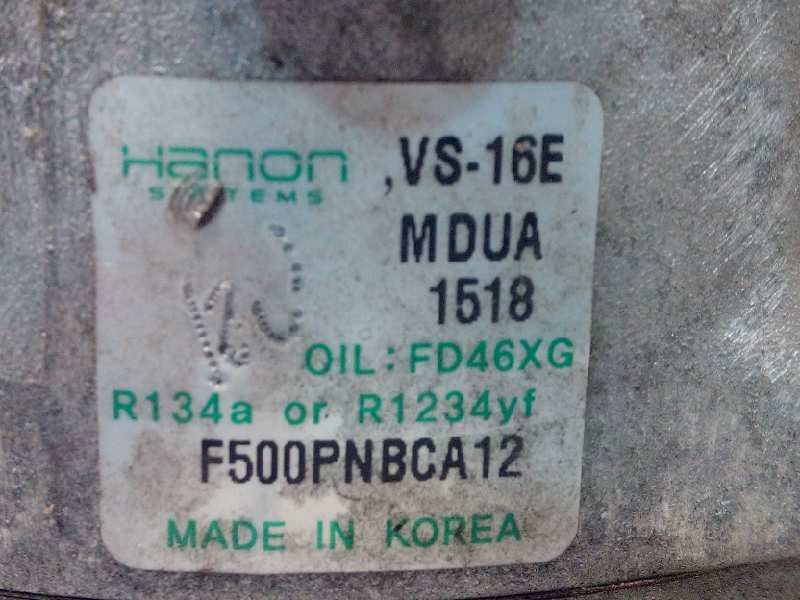 Hanon ,VS-16E
SYSTEMS
MDUA
1518
OIL: FD46XG
R134a or R1234yf
F500PNBCA12
MADE IN KOREA